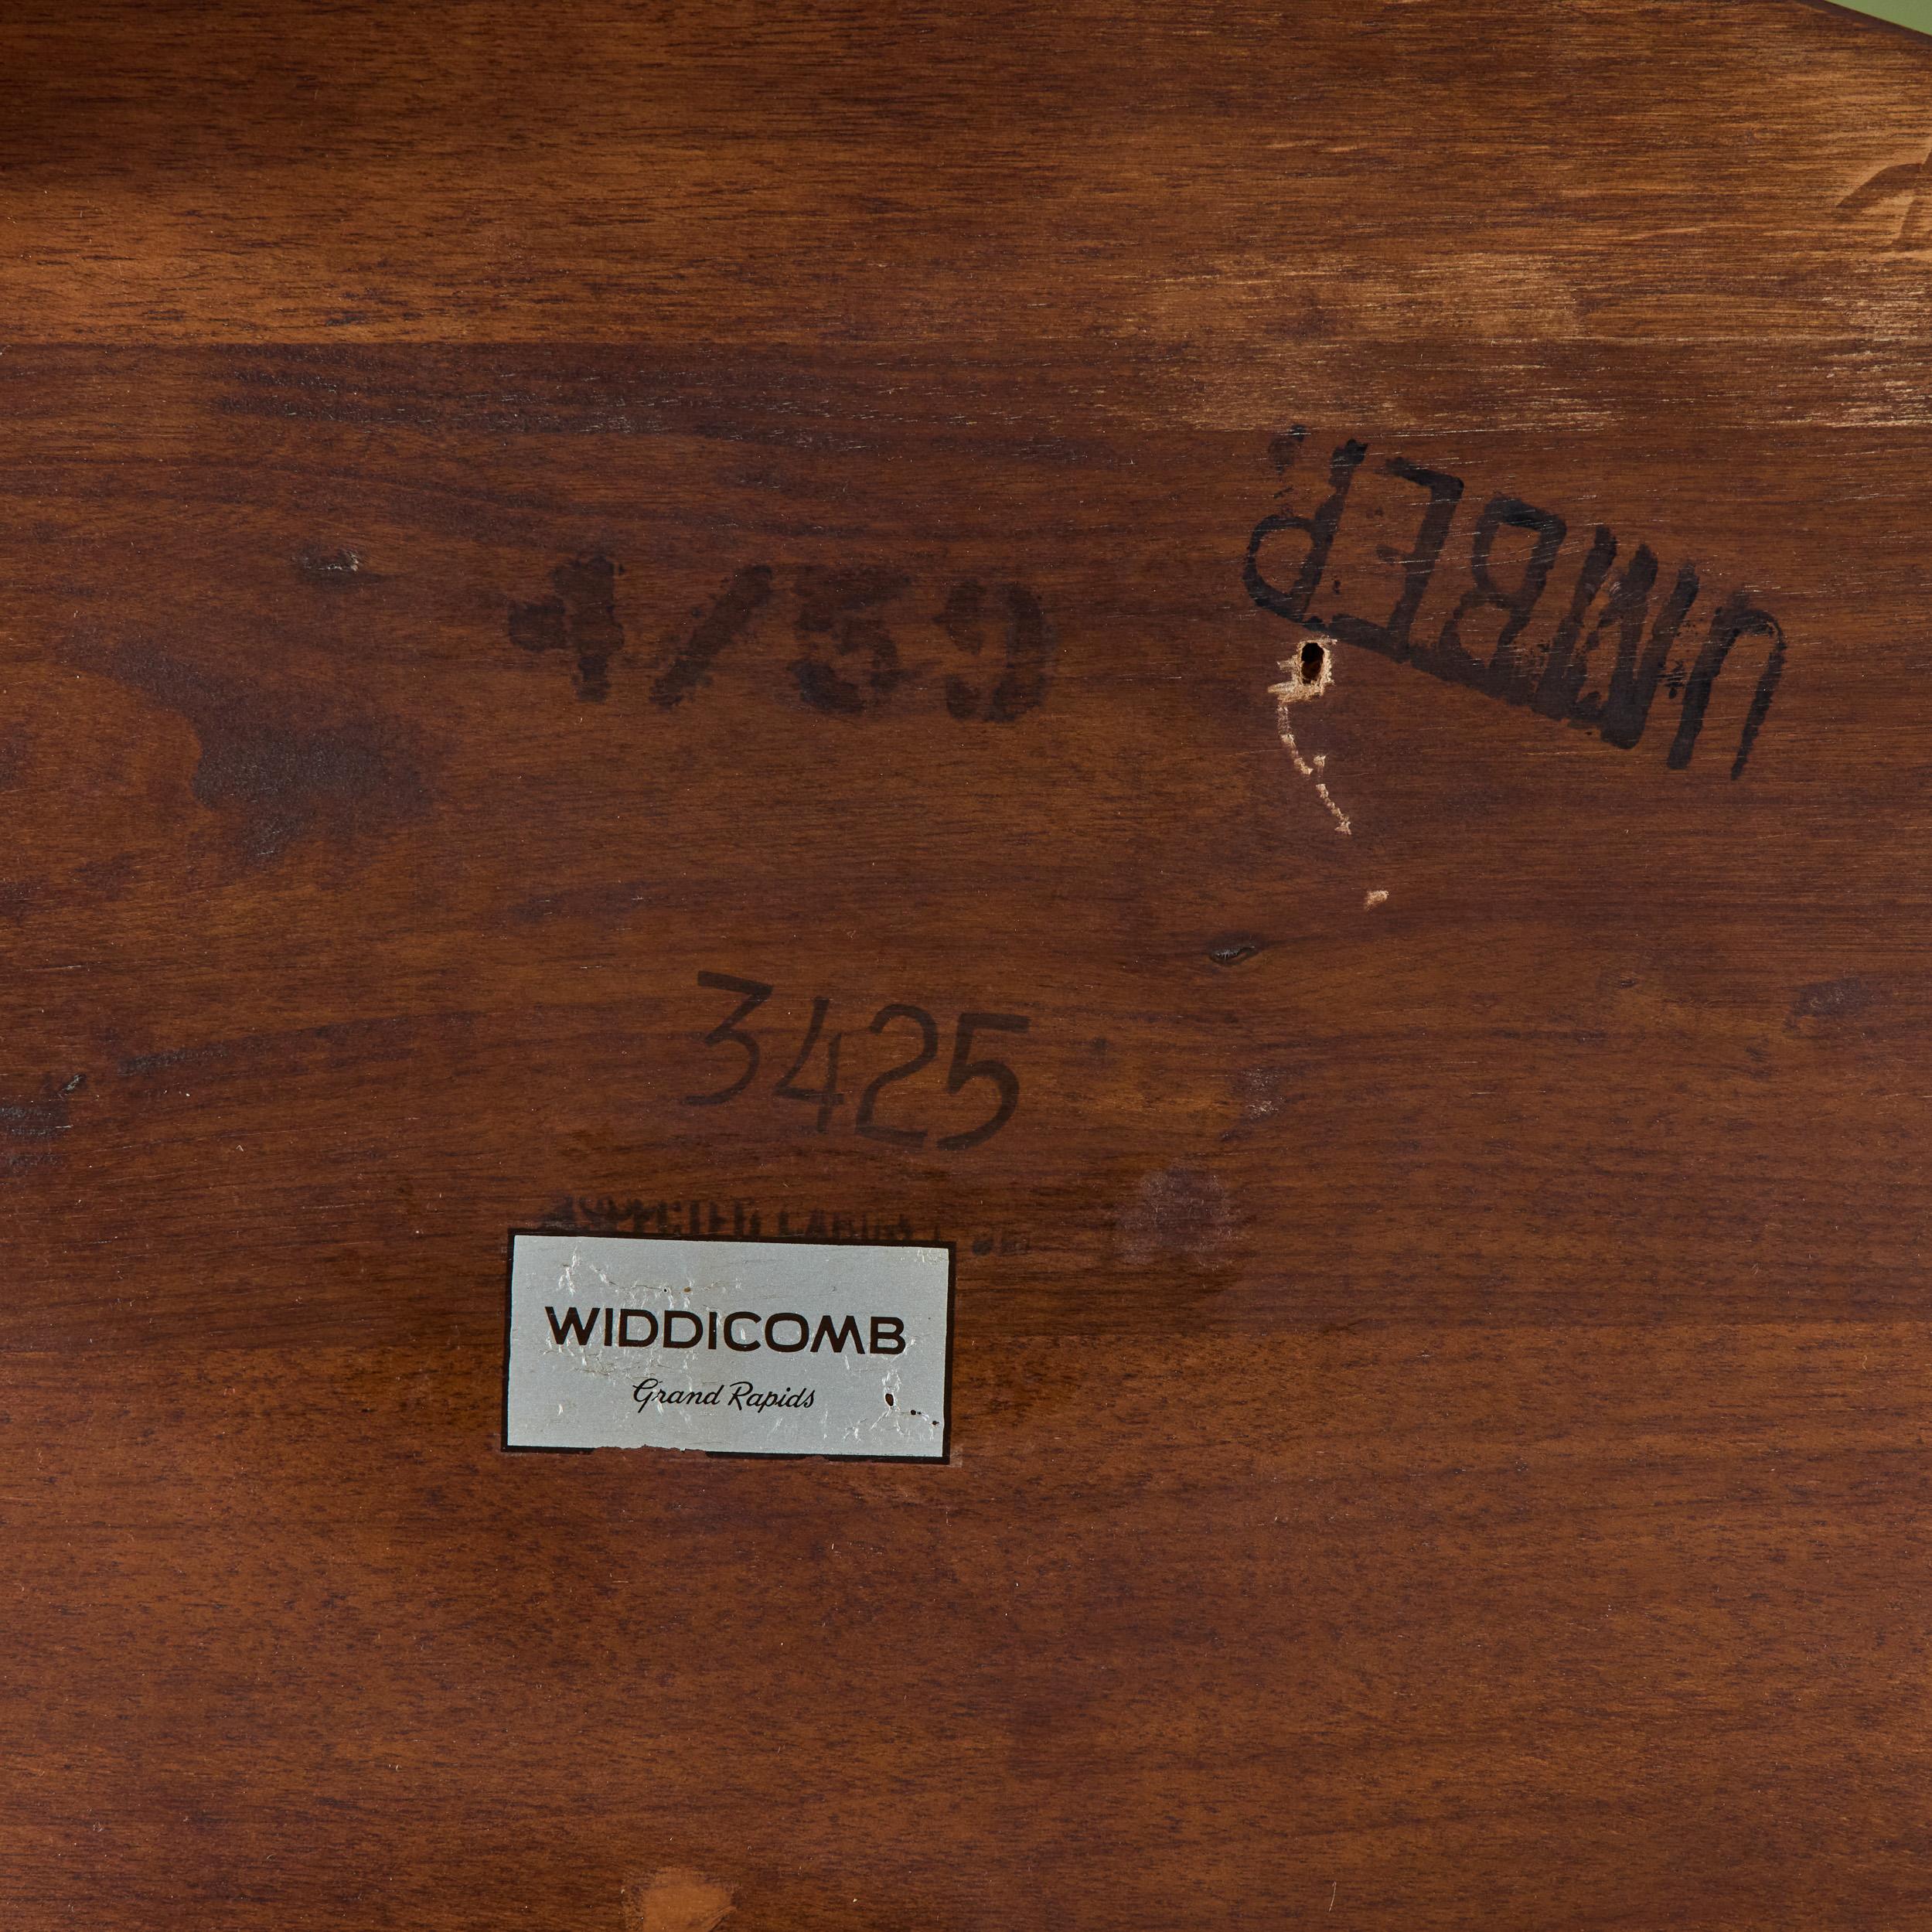 4/59
UMBER
3425
WIDDICOMB
Grand Rapids